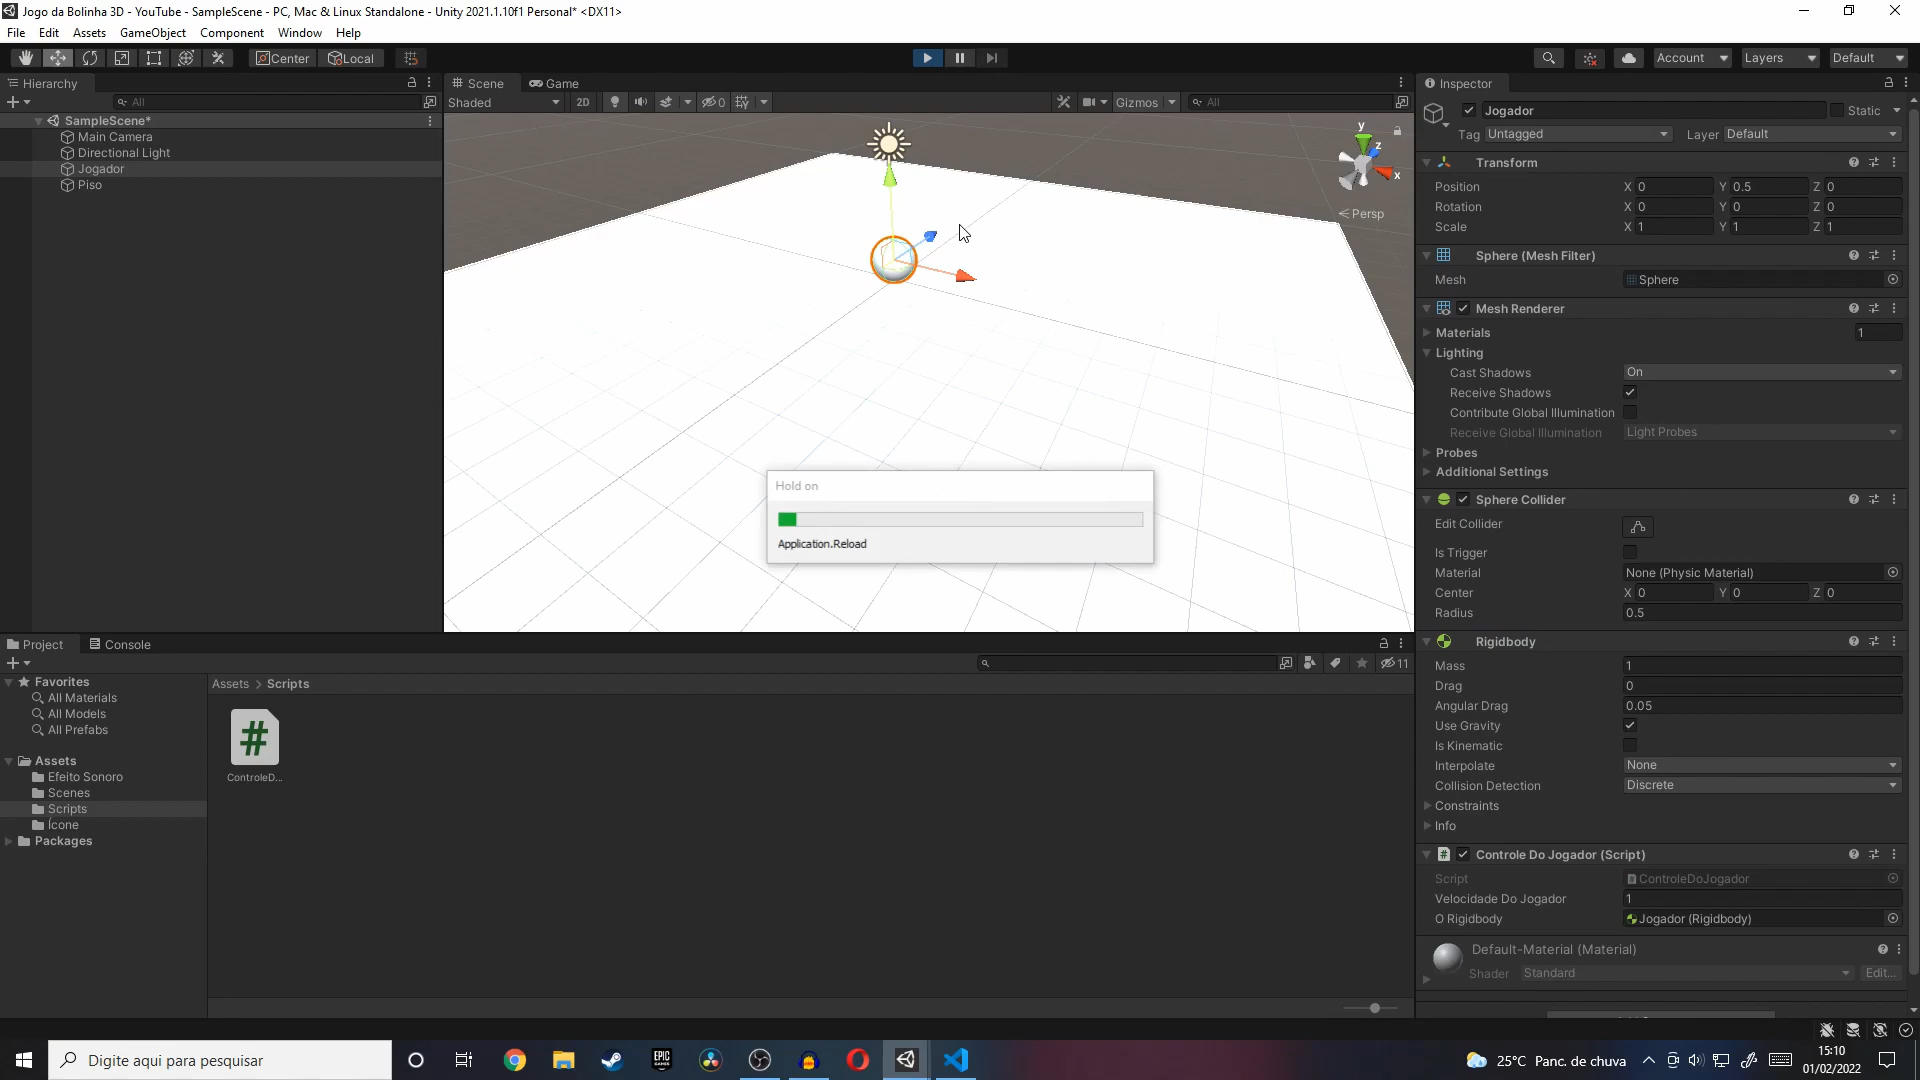 Jogo da Bolinha 3D - YouTube - SampleScene - PC, Mac & Linux Standalone - Unity 2021.1.10f1 Personal* <DX11>
File Edit Assets GameObject Component Window Help
Center Local Account Layers Default
Hierarchy
All
SampleScene*
Main Camera
Directional Light
Jogador
Piso
Scene Game
Shaded 2D 0 Gizmos All
y
z
x
Persp
Hold on
Application.Reload
Inspector
Jogador Static
Tag Untagged Layer Default
Transform
Position X 0 Y 0.5 Z 0
Rotation X 0 Y 0 Z 0
Scale X 1 Y 1 Z 1
Sphere (Mesh Filter)
Mesh Sphere
Mesh Renderer
Materials 1
Lighting
Cast Shadows On
Receive Shadows
Contribute Global Illumination
Receive Global Illumination Light Probes
Probes
Additional Settings
Sphere Collider
Edit Collider
Is Trigger
Material None (Physic Material)
Center X 0 Y 0 Z 0
Radius 0.5
Rigidbody
Mass 1
Drag 0
Angular Drag 0.05
Use Gravity
Is Kinematic
Interpolate None
Collision Detection Discrete
Constraints
Info
Controle Do Jogador (Script)
Script ControleDoJogador
Velocidade Do Jogador 1
O Rigidbody Jogador (Rigidbody)
Default-Material (Material)
Shader Standard Edit...
Project Console
11
Favorites
All Materials
All Models
All Prefabs
Assets
Efeito Sonoro
Scenes
Scripts
Ícone
Packages
Assets > Scripts
#
ControleD...
Digite aqui para pesquisar
EPIC
GAMES
25°C Panc. de chuva
15:10
01/02/2022